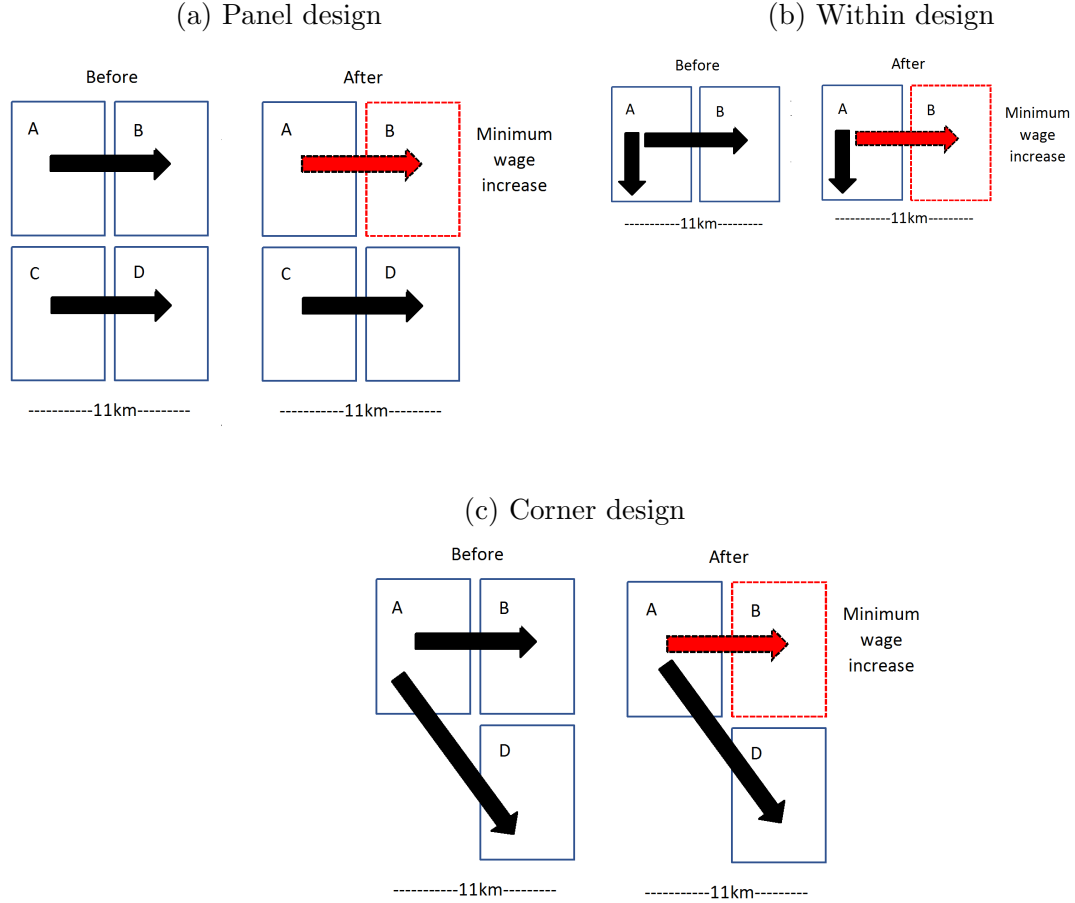 (a) Panel design
Before
After
A
B
A
B
Minimum
wage
increase
C
D
C
D
-----------11km---------
-----------11km---------
(b) Within design
Before
After
A
B
A
B
Minimum
wage
increase
-----------11km---------
-----------11km---------
(c) Corner design
Before
After
A
B
A
B
Minimum
wage
increase
D
D
-----------11km---------
-----------11km---------